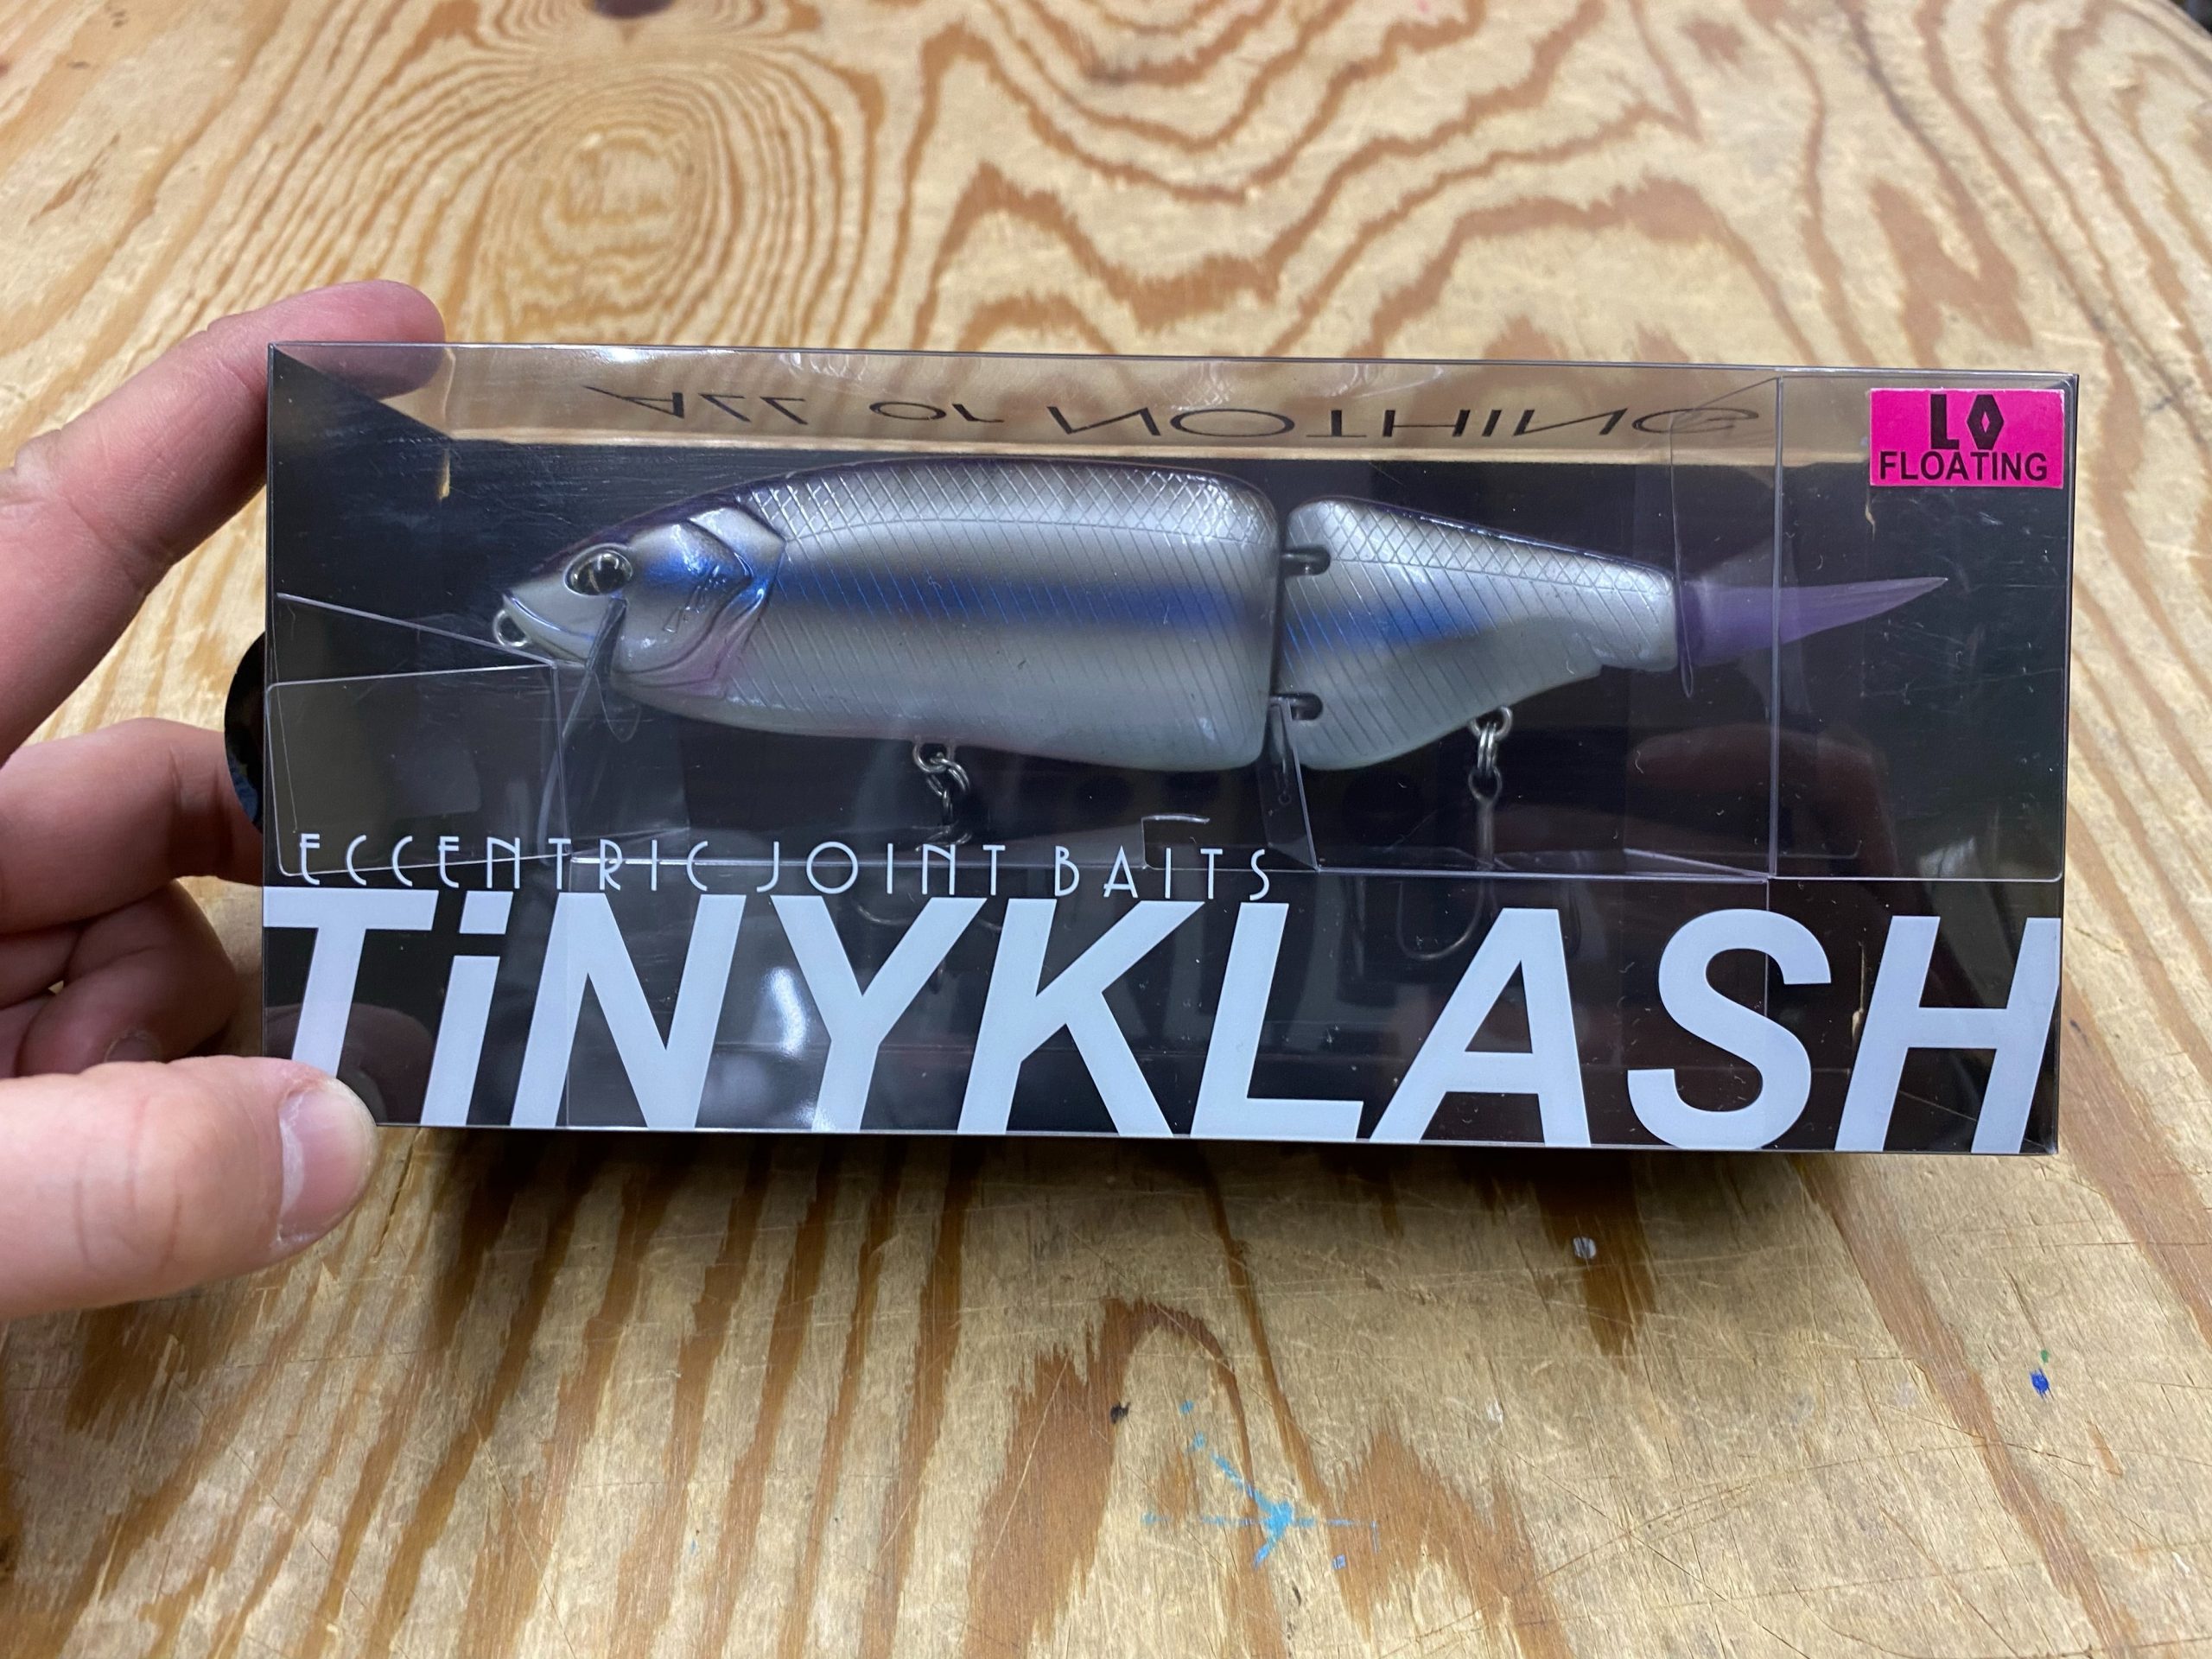 ALL or NOTHING
LO
FLOATING
ECCENTRIC JOINT BAITS
TiNYKLASH